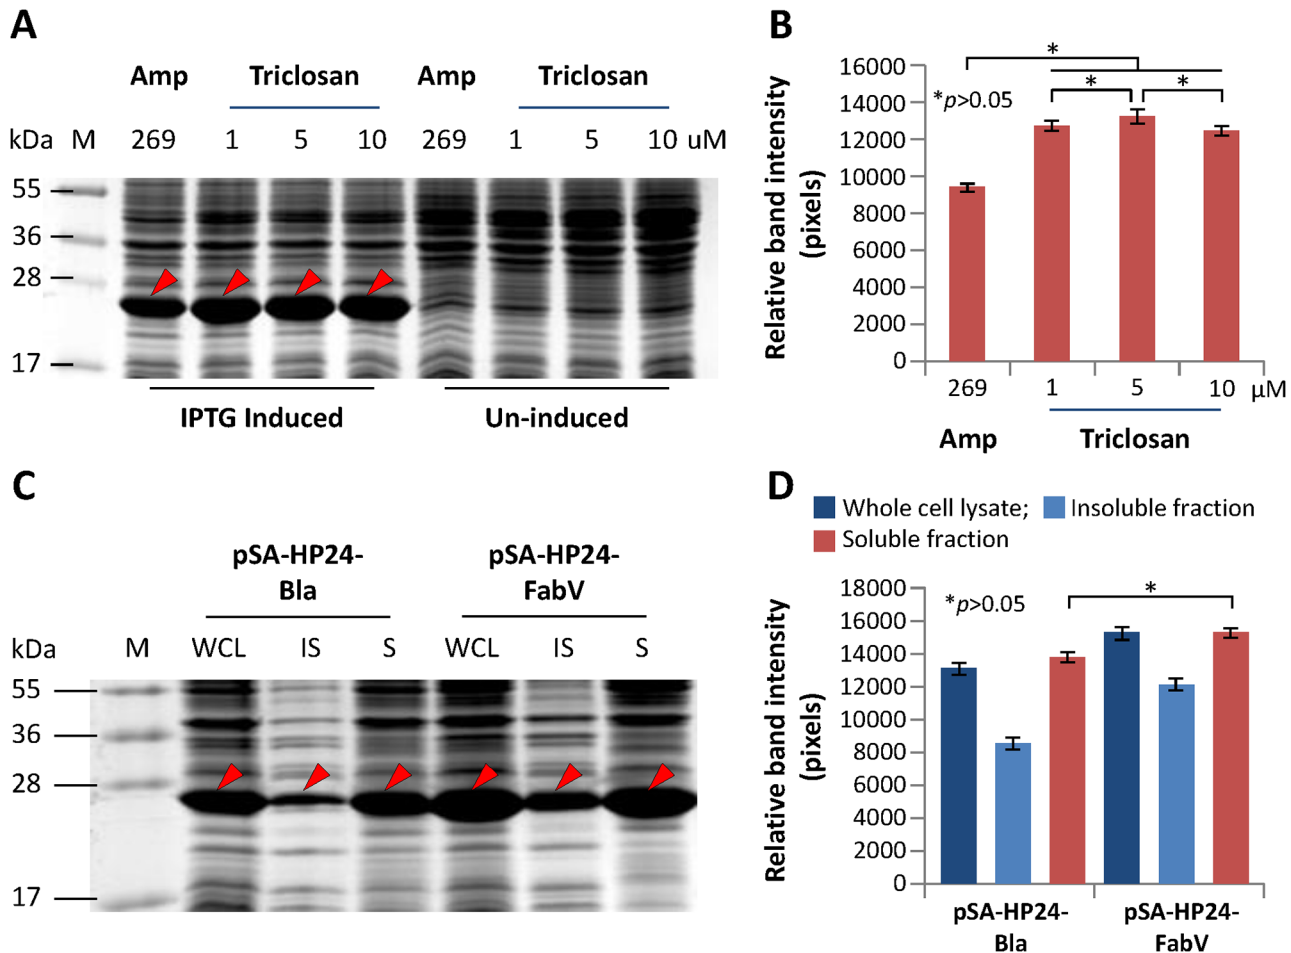 A
Amp Triclosan Amp Triclosan
kDa M 269 1 5 10 269 1 5 10 uM
55
36
28
17
IPTG Induced Un-induced
B
Relative band intensity
(pixels)
16000
14000
12000
10000
8000
6000
4000
2000
0
*
* *
*p>0.05
269 1 5 10 µM
Amp Triclosan
C
pSA-HP24-
Bla
pSA-HP24-
FabV
kDa M WCL IS S WCL IS S
55
36
28
17
D
Whole cell lysate; Insoluble fraction
Soluble fraction
Relative band intensity
(pixels)
18000
16000
14000
12000
10000
8000
6000
4000
2000
0
*p>0.05
*
pSA-HP24-
Bla
pSA-HP24-
FabV